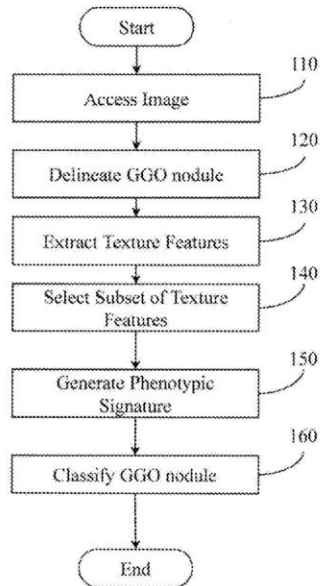 Start
110
Access Image
120
Delineate GGO nodule
130
Extract Texture Features
140
Select Subset of Texture
Features
150
Generate Phenotypic
Signature
160
Classify GGO nodule
End